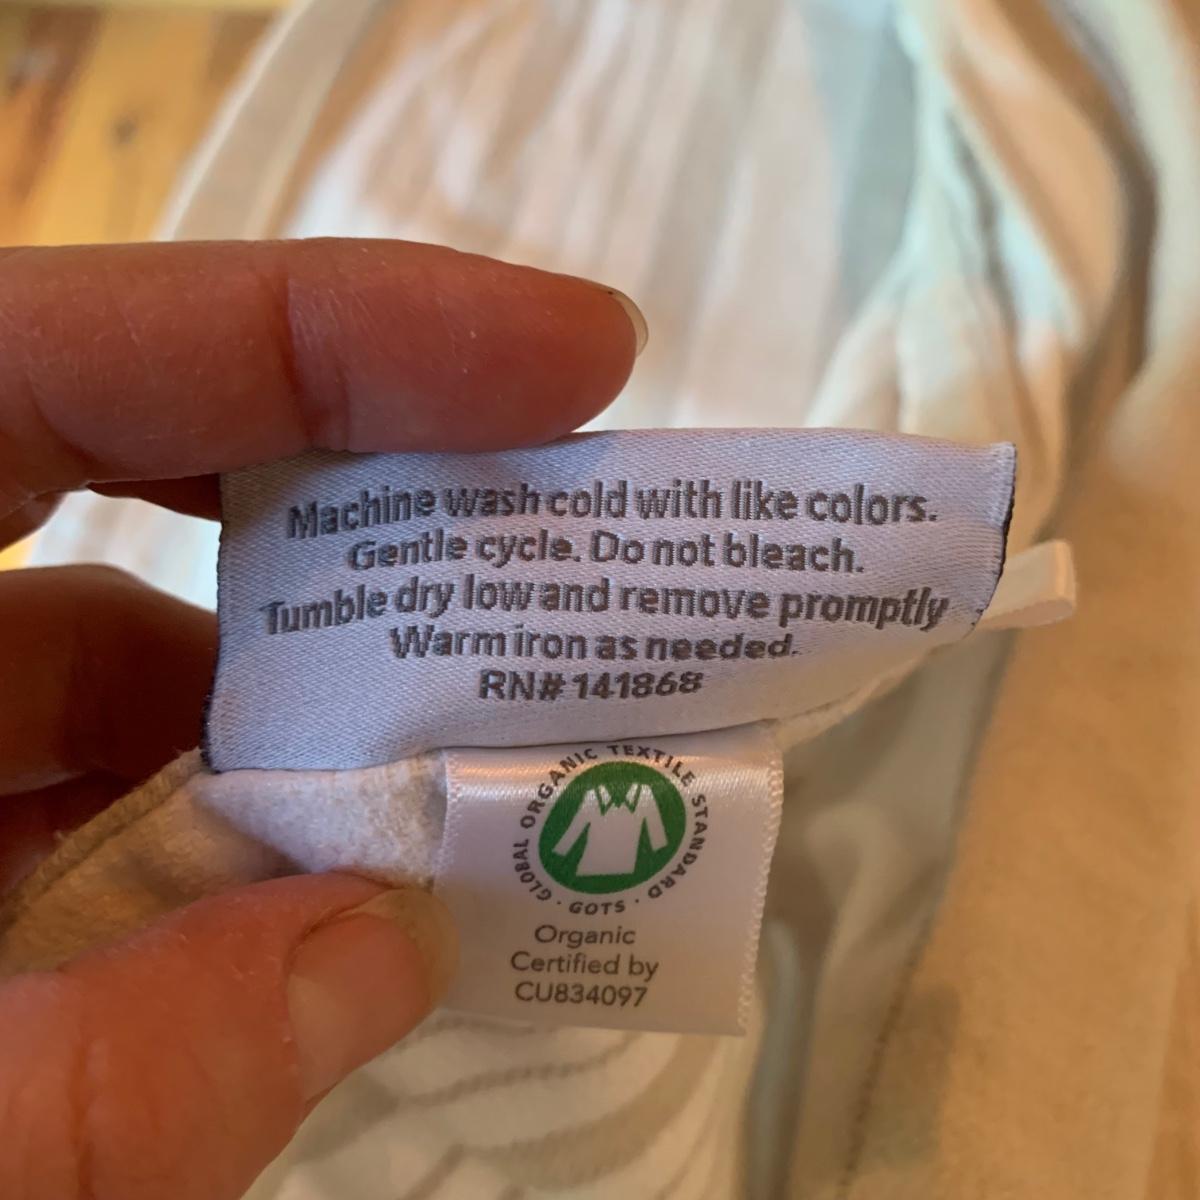 Machine wash cold with like colors.
Gentle cycle. Do not bleach.
Tumble dry low and remove promptly
Warm iron as needed.
RN# 141868
GLOBAL ORGANIC TEXTILE STANDARD
· GOTS ·
Organic
Certified by
CU834097